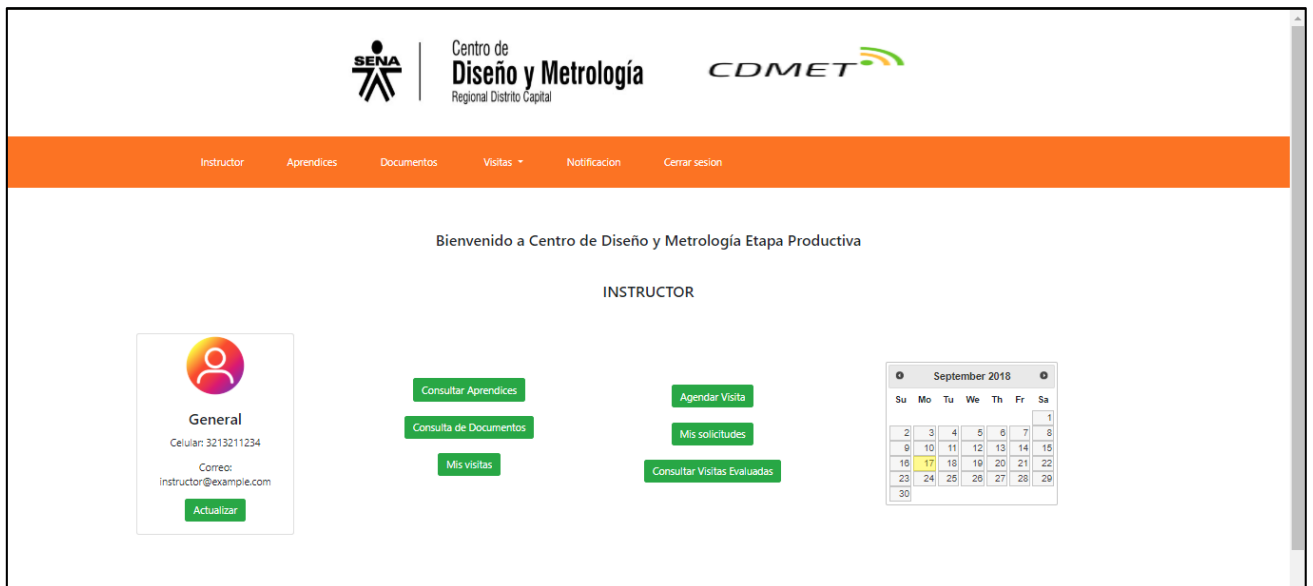 SENA
Centro de
Diseño y Metrología
Regional Distrito Capital
CDMET
Instructor Aprendices Documentos Visitas Notificacion Cerrar sesion
Bienvenido a Centro de Diseño y Metrología Etapa Productiva
INSTRUCTOR
General
Celular: 3213211234
Correo:
instructor@example.com
Actualizar
Consultar Aprendices
Consulta de Documentos
Mis visitas
Agendar Visita
Mis solicitudes
Consultar Visitas Evaluadas
September 2018
Su Mo Tu We Th Fr Sa
1
2 3 4 5 6 7 8
9 10 11 12 13 14 15
16 17 18 19 20 21 22
23 24 25 26 27 28 29
30